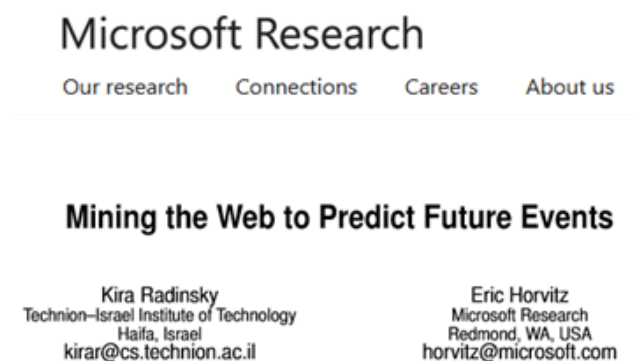 Microsoft Research
Our research Connections Careers About us
Mining the Web to Predict Future Events
Kira Radinsky
Technion–Israel Institute of Technology
Haifa, Israel
kirar@cs.technion.ac.il
Eric Horvitz
Microsoft Research
Redmond, WA, USA
horvitz@microsoft.com